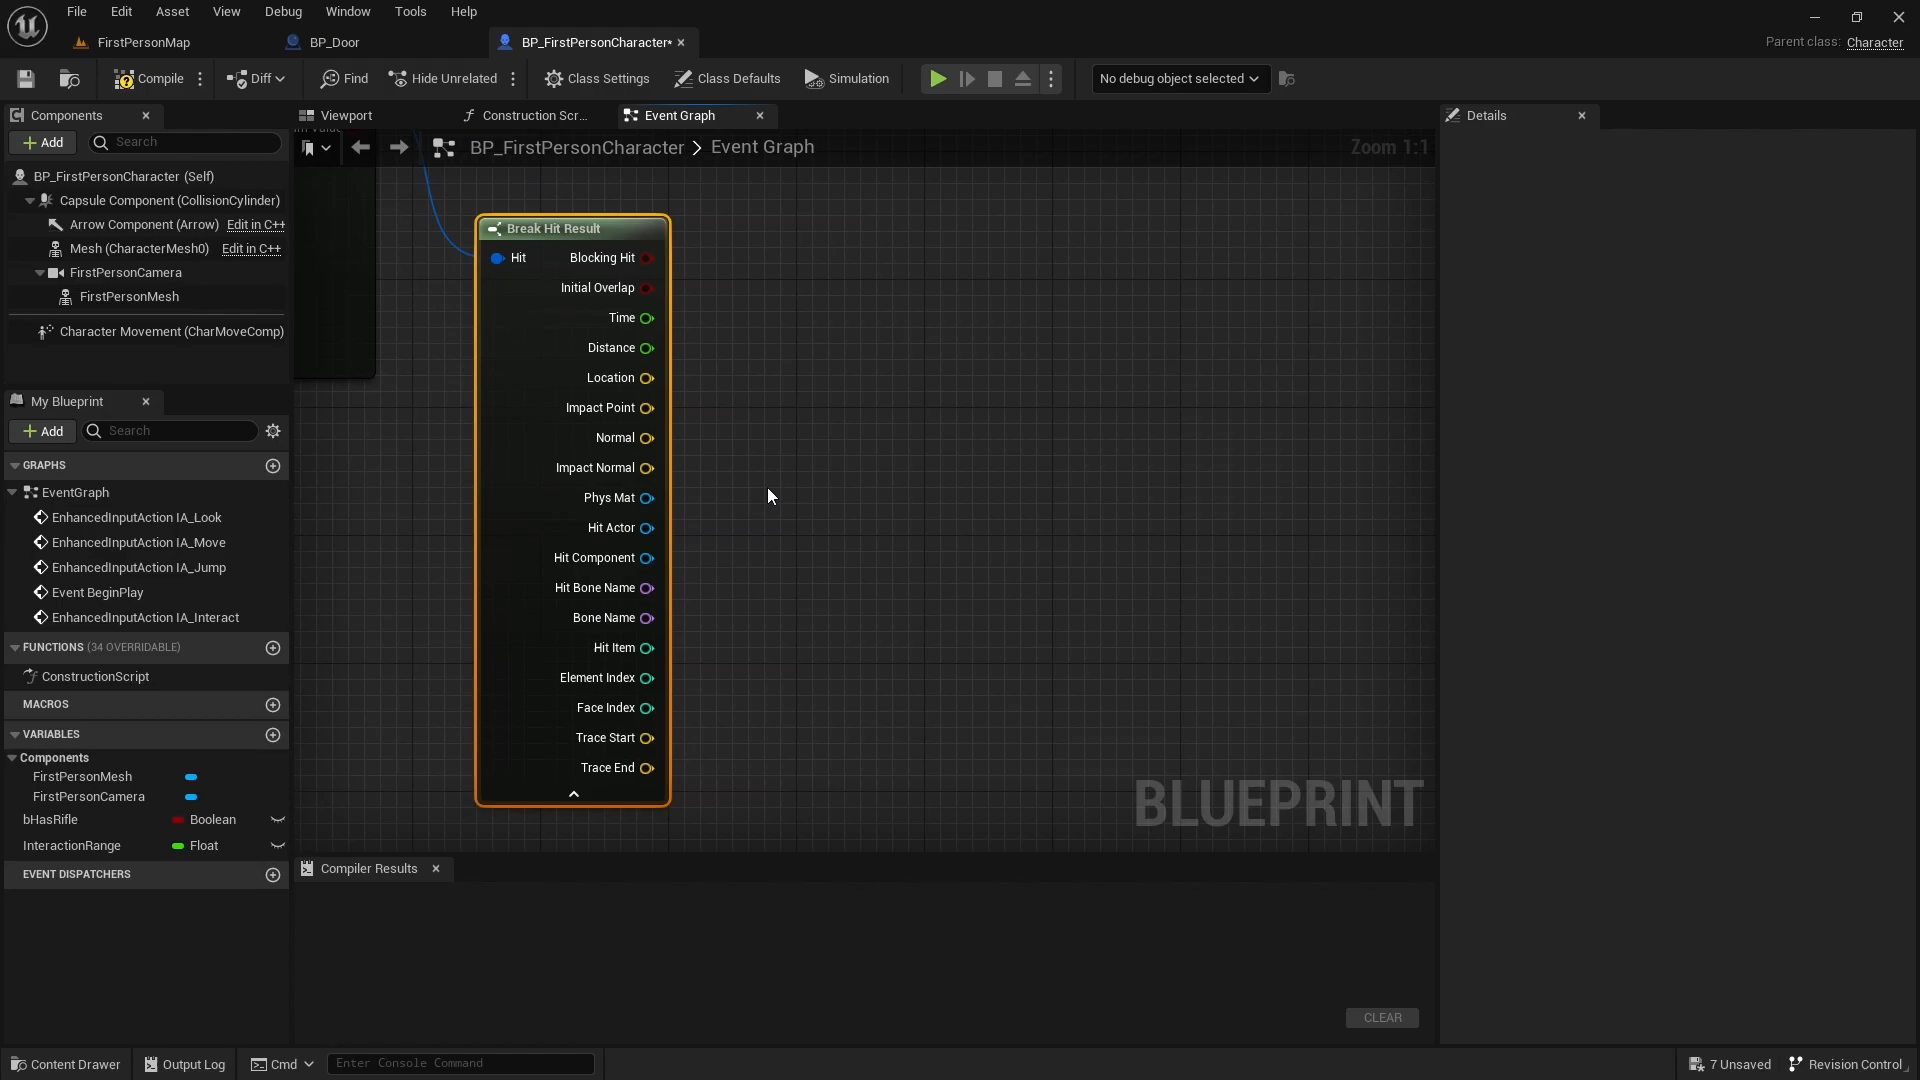 File Edit Asset View Debug Window Tools Help
FirstPersonMap BP_Door BP_FirstPersonCharacter*
Parent class: Character
Compile Diff Find Hide Unrelated Class Settings Class Defaults Simulation No debug object selected
Components
Add Search
BP_FirstPersonCharacter (Self)
Capsule Component (CollisionCylinder)
Arrow Component (Arrow) Edit in C++
Mesh (CharacterMesh0) Edit in C++
FirstPersonCamera
FirstPersonMesh
Character Movement (CharMoveComp)
My Blueprint
Add Search
GRAPHS
EventGraph
EnhancedInputAction IA_Look
EnhancedInputAction IA_Move
EnhancedInputAction IA_Jump
Event BeginPlay
EnhancedInputAction IA_Interact
FUNCTIONS (34 OVERRIDABLE)
ConstructionScript
MACROS
VARIABLES
Components
FirstPersonMesh
FirstPersonCamera
bHasRifle Boolean
InteractionRange Float
EVENT DISPATCHERS
Viewport Construction Scr... Event Graph
BP_FirstPersonCharacter > Event Graph
Zoom 1:1
Break Hit Result
Hit Blocking Hit
Initial Overlap
Time
Distance
Location
Impact Point
Normal
Impact Normal
Phys Mat
Hit Actor
Hit Component
Hit Bone Name
Bone Name
Hit Item
Element Index
Face Index
Trace Start
Trace End
BLUEPRINT
Compiler Results
CLEAR
Details
Content Drawer Output Log Cmd Enter Console Command
7 Unsaved Revision Control